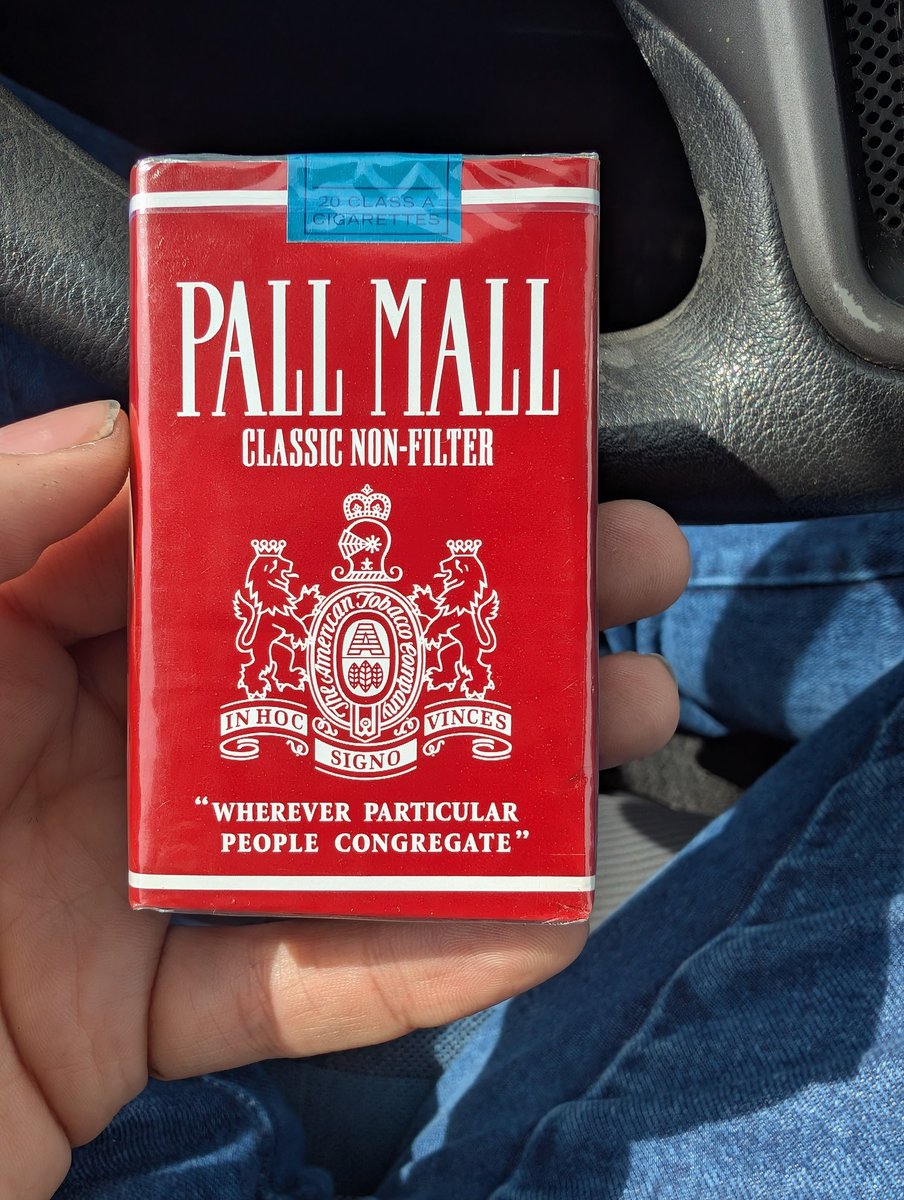 20 CLASS A
CIGARETTES
PALL MALL
CLASSIC NON-FILTER
The American Tobacco Company
A
IN HOC
SIGNO
VINCES
“WHEREVER PARTICULAR
PEOPLE CONGREGATE”